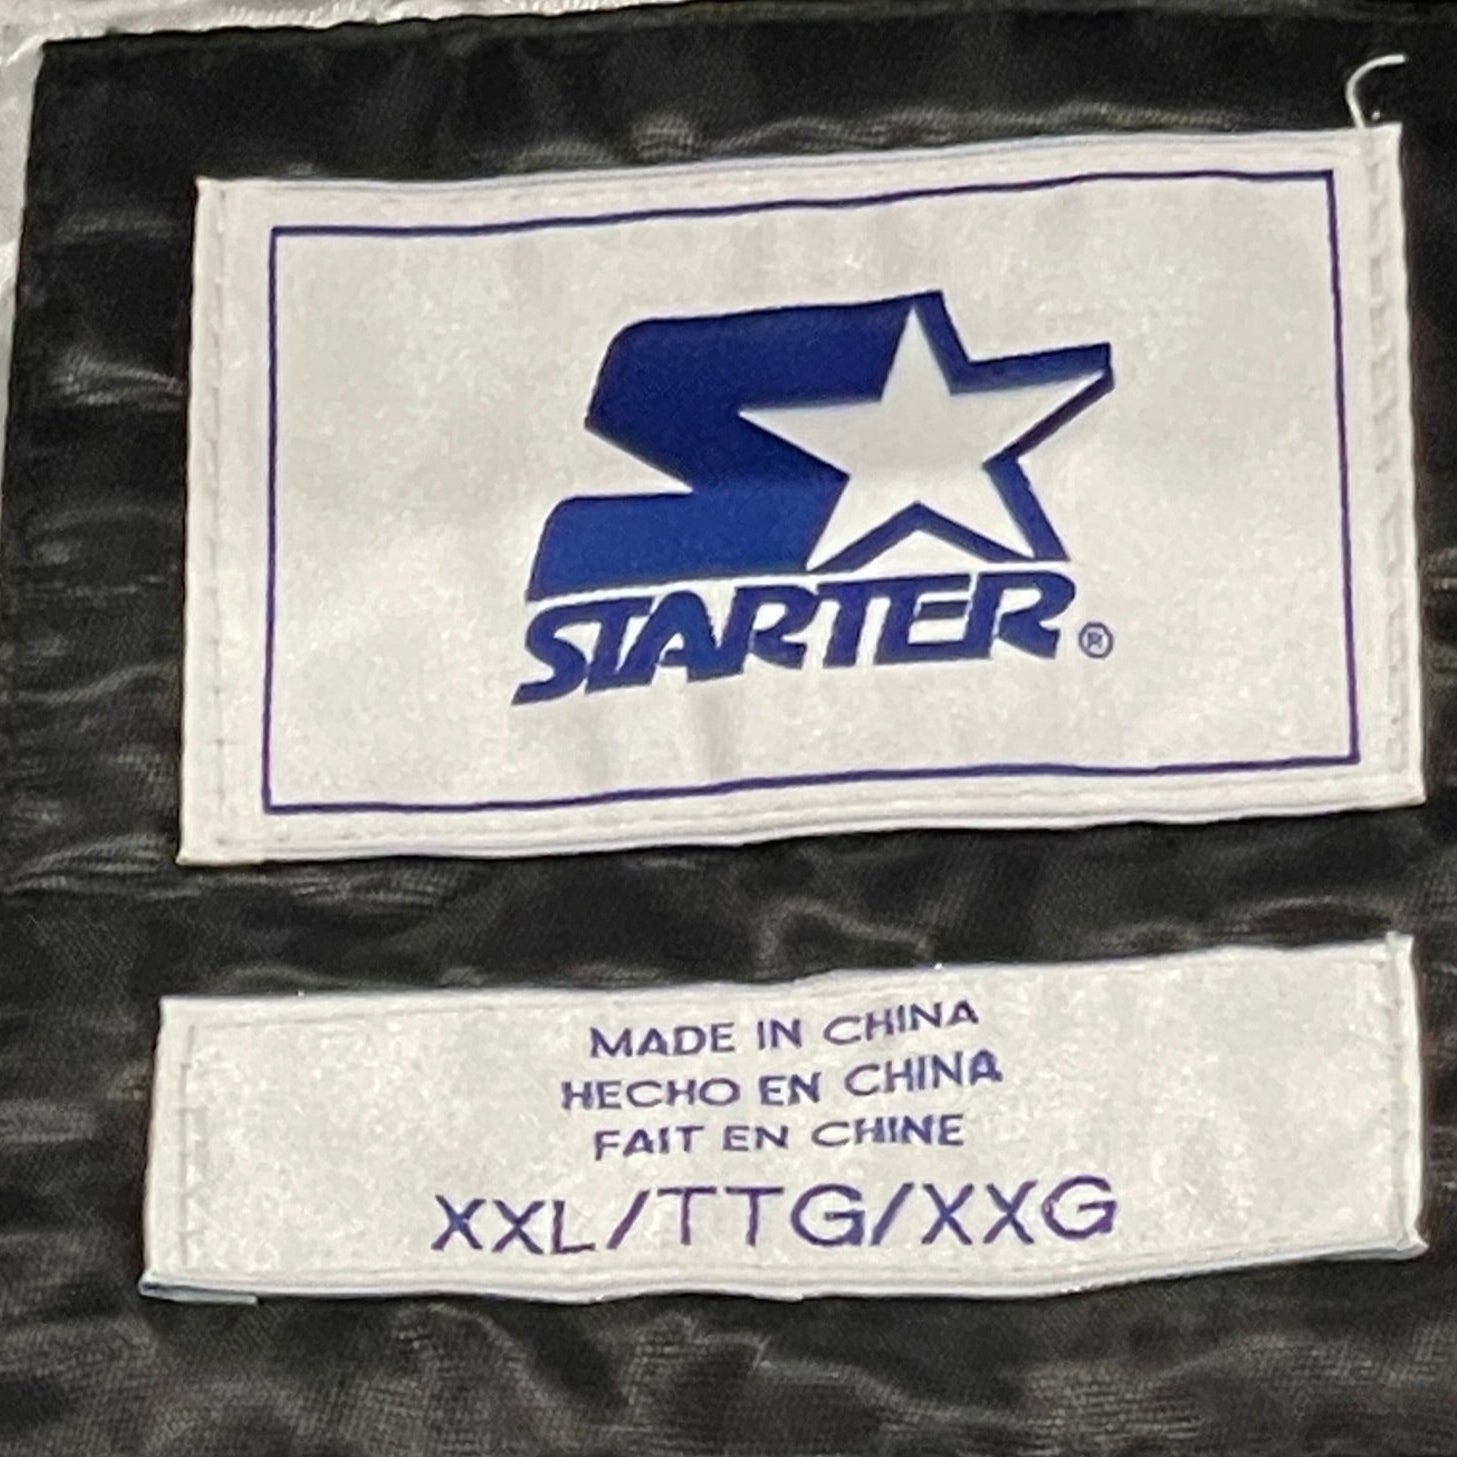 STARTER®
MADE IN CHINA
HECHO EN CHINA
FAIT EN CHINE
XXL/TTG/XXG